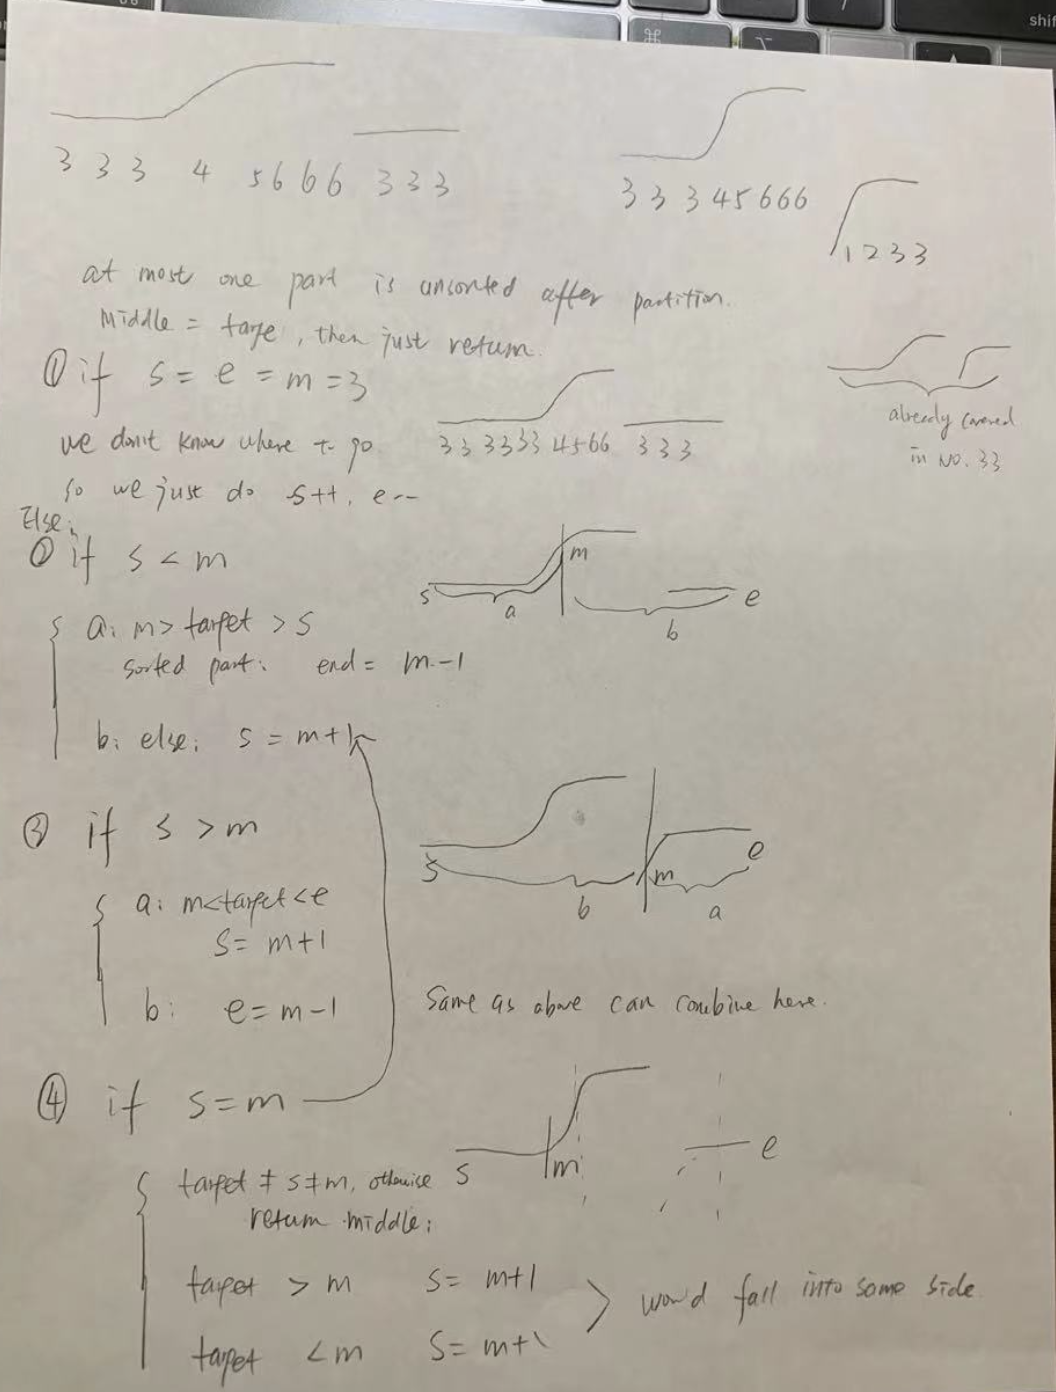 shif
⌘
3 3 3 4 5 6 6 6 3 3 3
3 3 3 4 5 6 6 6
1 2 3 3
at most one part is unsorted after partition.
Middle = targe, then just return.
① if s = e = m = 3
we don't know where to go.
so we just do s++, e--
3 3 3 3 3 3 4 5 6 6 3 3 3
already covered
in NO. 33
Else:
② if s < m
a: m > target > s
sorted part: end = m-1
b: else: s = m+1
s a m b e
③ if s > m
a: m < target < e
s = m+1
b: e = m-1
s b m a e
Same as above can combine here.
④ if s = m
target ≠ s ≠ m, otherwise
return middle;
s m e
target > m s = m+1
target < m s = m+1
would fall into some side